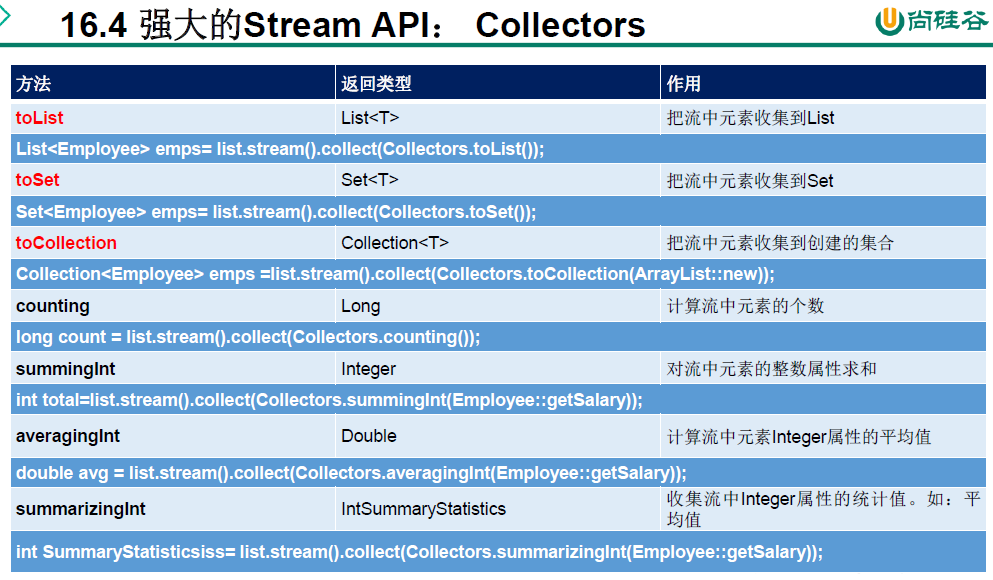 16.4 强大的Stream API： Collectors
尚硅谷
方法 返回类型 作用
toList List<T> 把流中元素收集到List
List<Employee> emps= list.stream().collect(Collectors.toList());
toSet Set<T> 把流中元素收集到Set
Set<Employee> emps= list.stream().collect(Collectors.toSet());
toCollection Collection<T> 把流中元素收集到创建的集合
Collection<Employee> emps =list.stream().collect(Collectors.toCollection(ArrayList::new));
counting Long 计算流中元素的个数
long count = list.stream().collect(Collectors.counting());
summingInt Integer 对流中元素的整数属性求和
int total=list.stream().collect(Collectors.summingInt(Employee::getSalary));
averagingInt Double 计算流中元素Integer属性的平均值
double avg = list.stream().collect(Collectors.averagingInt(Employee::getSalary));
summarizingInt IntSummaryStatistics 收集流中Integer属性的统计值。如：平
均值
int SummaryStatisticsiss= list.stream().collect(Collectors.summarizingInt(Employee::getSalary));